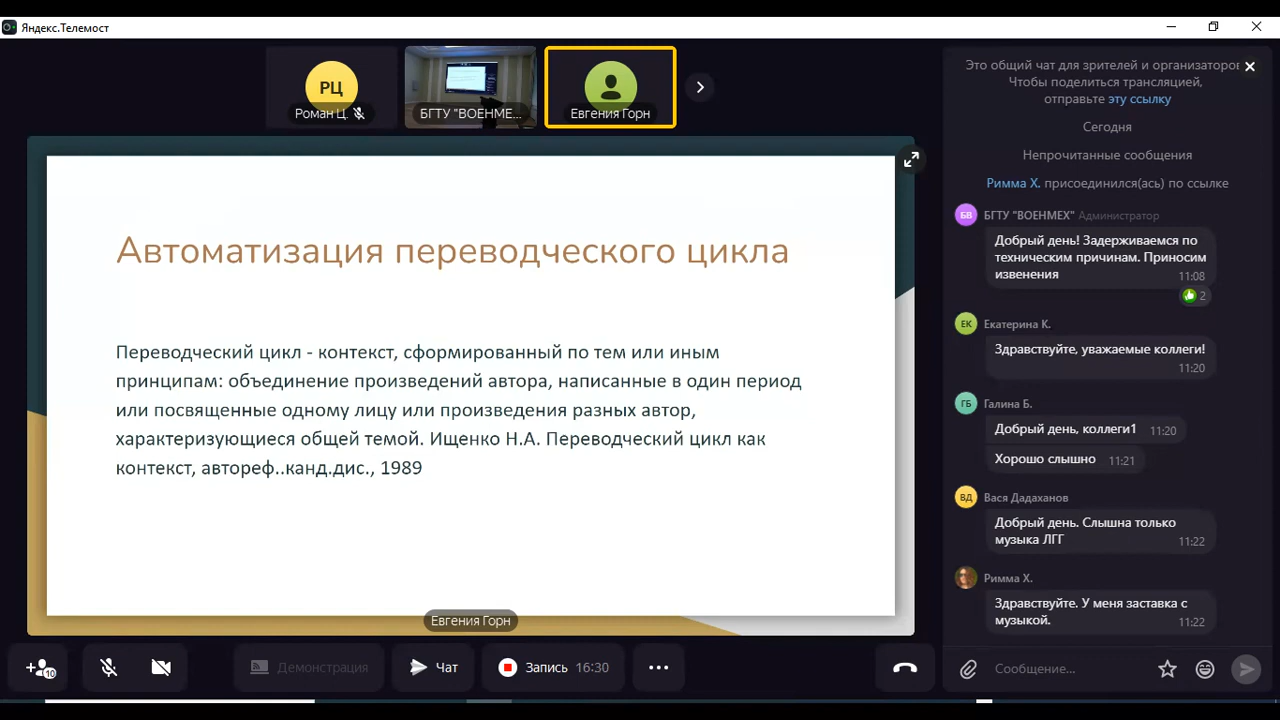 Яндекс.Телемост
РЦ
Роман Ц.
БГТУ "ВОЕНМЕ...
Евгения Горн
Автоматизация переводческого цикла
Переводческий цикл - контекст, сформированный по тем или иным
принципам: объединение произведений автора, написанные в один период
или посвященные одному лицу или произведения разных автор,
характеризующиеся общей темой. Ищенко Н.А. Переводческий цикл как
контекст, автореф..канд.дис., 1989
Евгения Горн
10
Демонстрация
Чат
Запись 16:30
Это общий чат для зрителей и организаторов
Чтобы поделиться трансляцией,
отправьте эту ссылку
Сегодня
Непрочитанные сообщения
Римма Х. присоединился(ась) по ссылке
БВ
БГТУ "ВОЕНМЕХ" Администратор
Добрый день! Задерживаемся по
техническим причинам. Приносим
извенения
11:08
2
ЕК
Екатерина К.
Здравствуйте, уважаемые коллеги!
11:20
ГБ
Галина Б.
Добрый день, коллеги1 11:20
Хорошо слышно 11:21
ВД
Вася Дадаханов
Добрый день. Слышна только
музыка ЛГГ 11:22
Римма Х.
Здравствуйте. У меня заставка с
музыкой. 11:22
Сообщение...